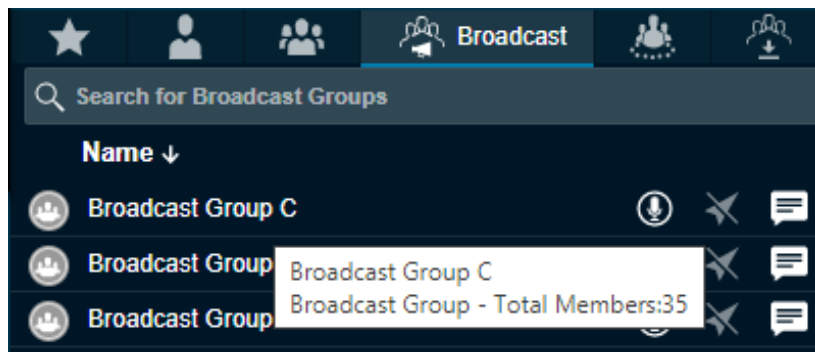 Broadcast
Search for Broadcast Groups
Name ↓
Broadcast Group C
Broadcast Group
Broadcast Group C
Broadcast Group - Total Members:35
Broadcast Group